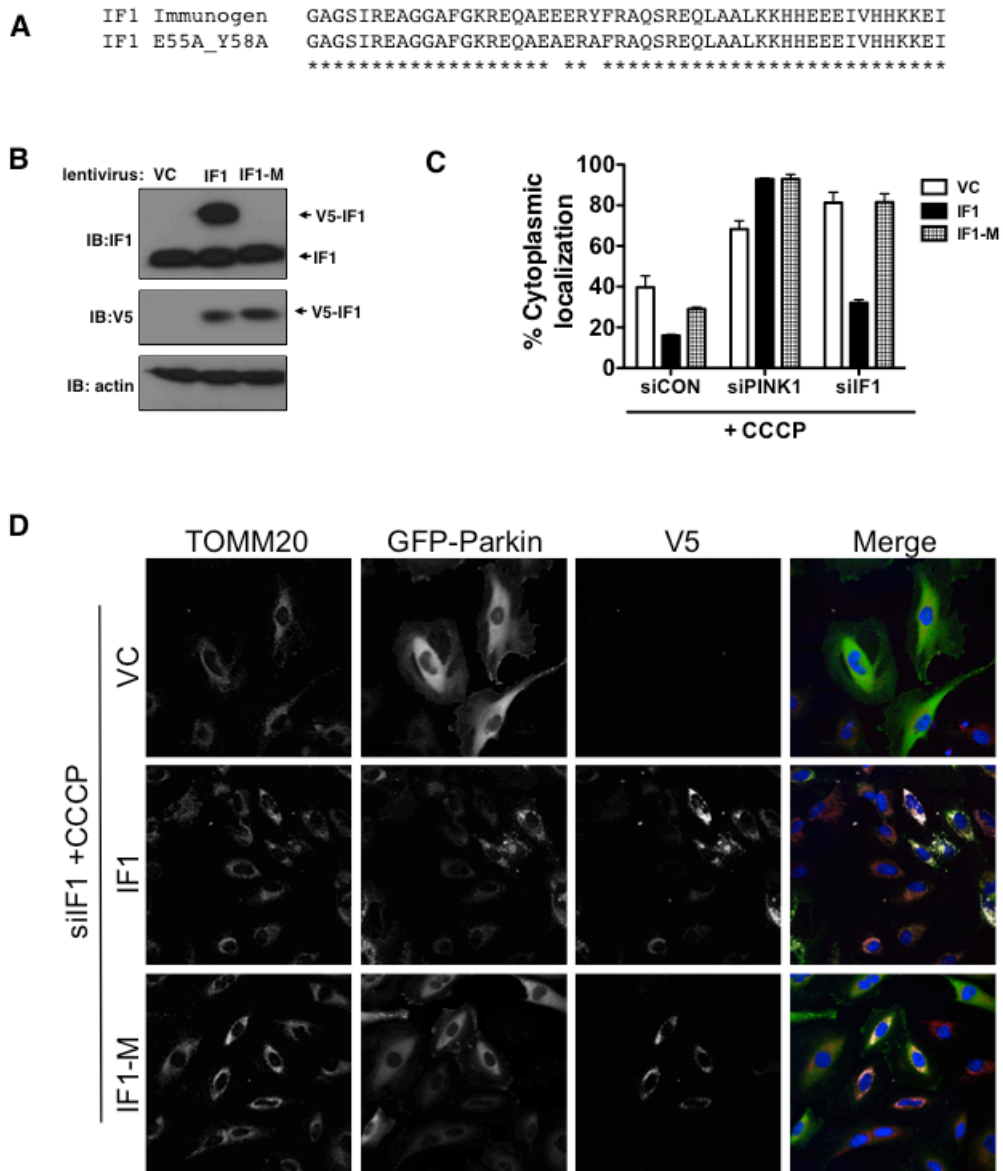 A
IF1 Immunogen GAGSIREAGGAFGKREQAEEERYFRAQSREQLAALKKHHEEEIVHHKKEI
IF1 E55A_Y58A GAGSIREAGGAFGKREQAEAERAFRAQSREQLAALKKHHEEEIVHHKKEI
******************* ** ***************************
B
lentivirus: VC IF1 IF1-M
IB:IF1
V5-IF1
IF1
IB:V5
V5-IF1
IB: actin
C
% Cytoplasmic
localization
100
80
60
40
20
0
siCON siPINK1 siIF1
+ CCCP
VC
IF1
IF1-M
D
TOMM20 GFP-Parkin V5 Merge
siIF1 +CCCP
VC
IF1
IF1-M